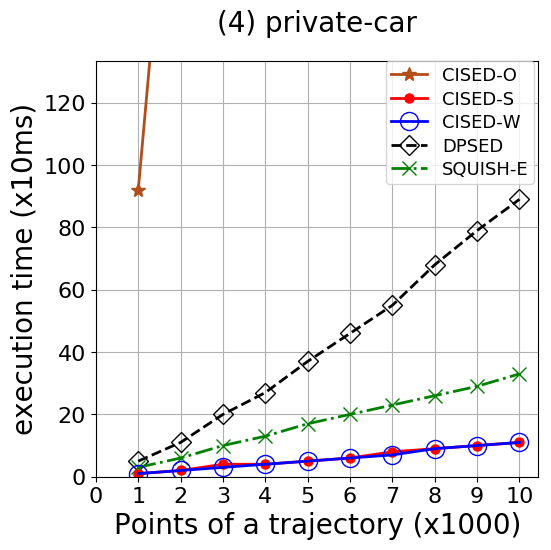 (4) private-car
execution time (x10ms)
120
100
80
60
40
20
0
CISED-O
CISED-S
CISED-W
DPSED
SQUISH-E
0 1 2 3 4 5 6 7 8 9 10
Points of a trajectory (x1000)